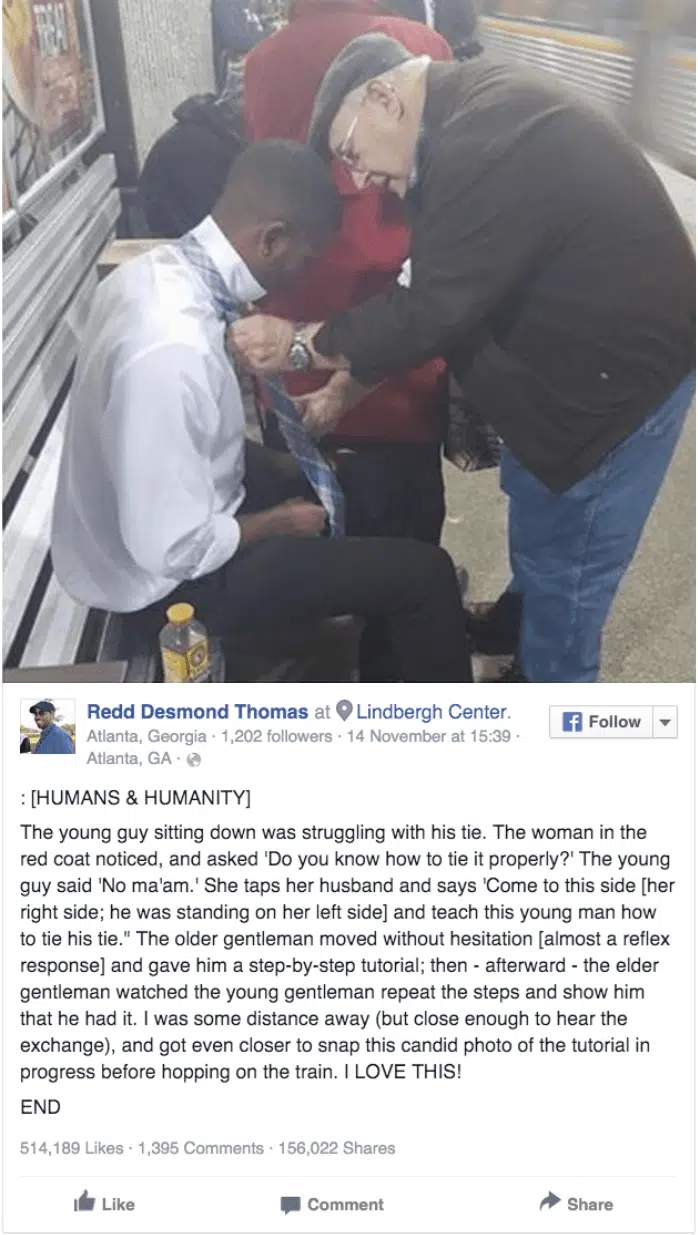 Redd Desmond Thomas at Lindbergh Center.
Follow
Atlanta, Georgia · 1,202 followers · 14 November at 15:39 ·
Atlanta, GA ·
: [HUMANS & HUMANITY]
The young guy sitting down was struggling with his tie. The woman in the
red coat noticed, and asked 'Do you know how to tie it properly?' The young
guy said 'No ma'am.' She taps her husband and says 'Come to this side [her
right side; he was standing on her left side] and teach this young man how
to tie his tie." The older gentleman moved without hesitation [almost a reflex
response] and gave him a step-by-step tutorial; then - afterward - the elder
gentleman watched the young gentleman repeat the steps and show him
that he had it. I was some distance away (but close enough to hear the
exchange), and got even closer to snap this candid photo of the tutorial in
progress before hopping on the train. I LOVE THIS!
END
514,189 Likes · 1,395 Comments · 156,022 Shares
Like
Comment
Share